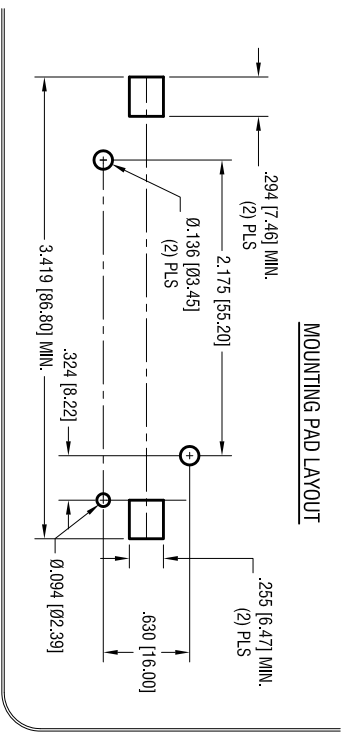 MOUNTING PAD LAYOUT
.294 [7.46] MIN.
(2) PLS
2.175 [55.20]
Ø.136 [Ø3.45]
(2) PLS
.255 [6.47] MIN.
(2) PLS
.324 [8.22]
3.419 [86.80] MIN.
.630 [16.00]
Ø.094 [Ø2.39]